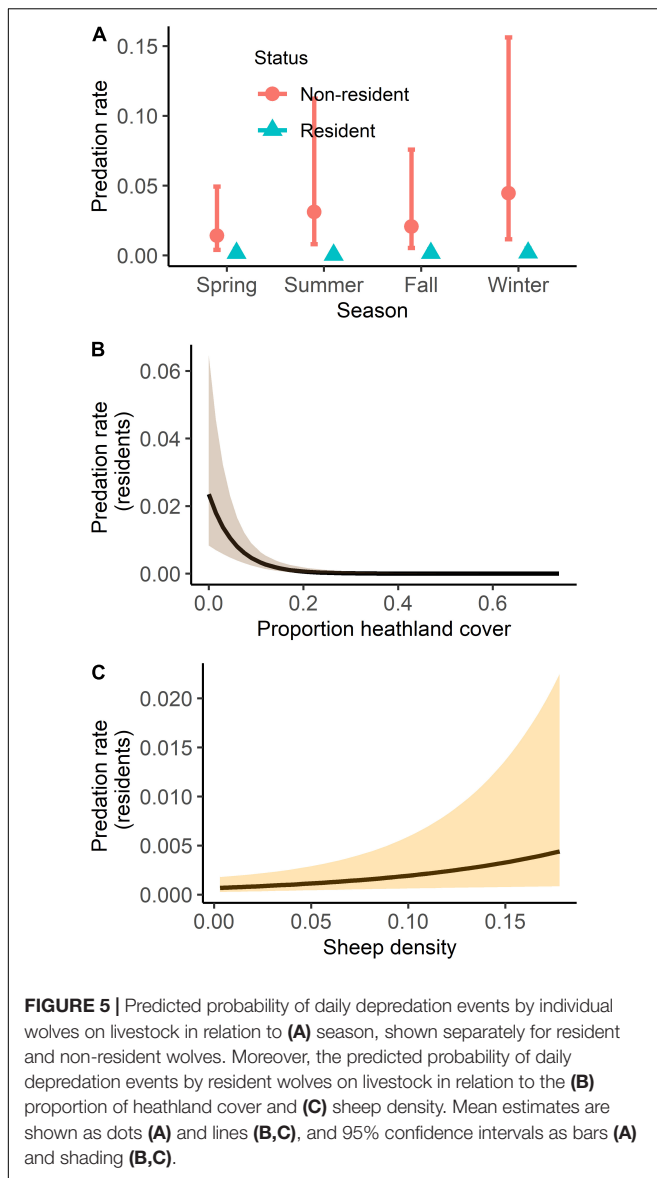 A
Predation rate
0.15
0.10
0.05
0.00
Status
Non-resident
Resident
Spring Summer Fall Winter
Season
B
Predation rate
(residents)
0.06
0.04
0.02
0.00
0.0 0.2 0.4 0.6
Proportion heathland cover
C
Predation rate
(residents)
0.020
0.015
0.010
0.005
0.000
0.00 0.05 0.10 0.15
Sheep density
FIGURE 5 | Predicted probability of daily depredation events by individual
wolves on livestock in relation to (A) season, shown separately for resident
and non-resident wolves. Moreover, the predicted probability of daily
depredation events by resident wolves on livestock in relation to the (B)
proportion of heathland cover and (C) sheep density. Mean estimates are
shown as dots (A) and lines (B,C), and 95% confidence intervals as bars (A)
and shading (B,C).